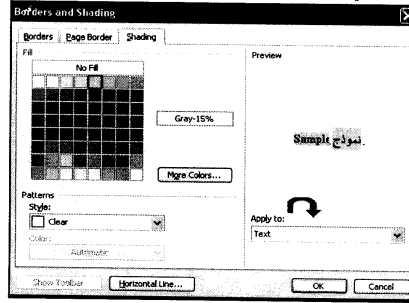 Borders and Shading
Borders Page Border Shading
Fill
No Fill
Gray-15%
More Colors...
Patterns
Style:
Clear
Color:
Automatic
Preview
Sample نموذج
Apply to:
Text
Show Toolbar
Horizontal Line...
OK
Cancel